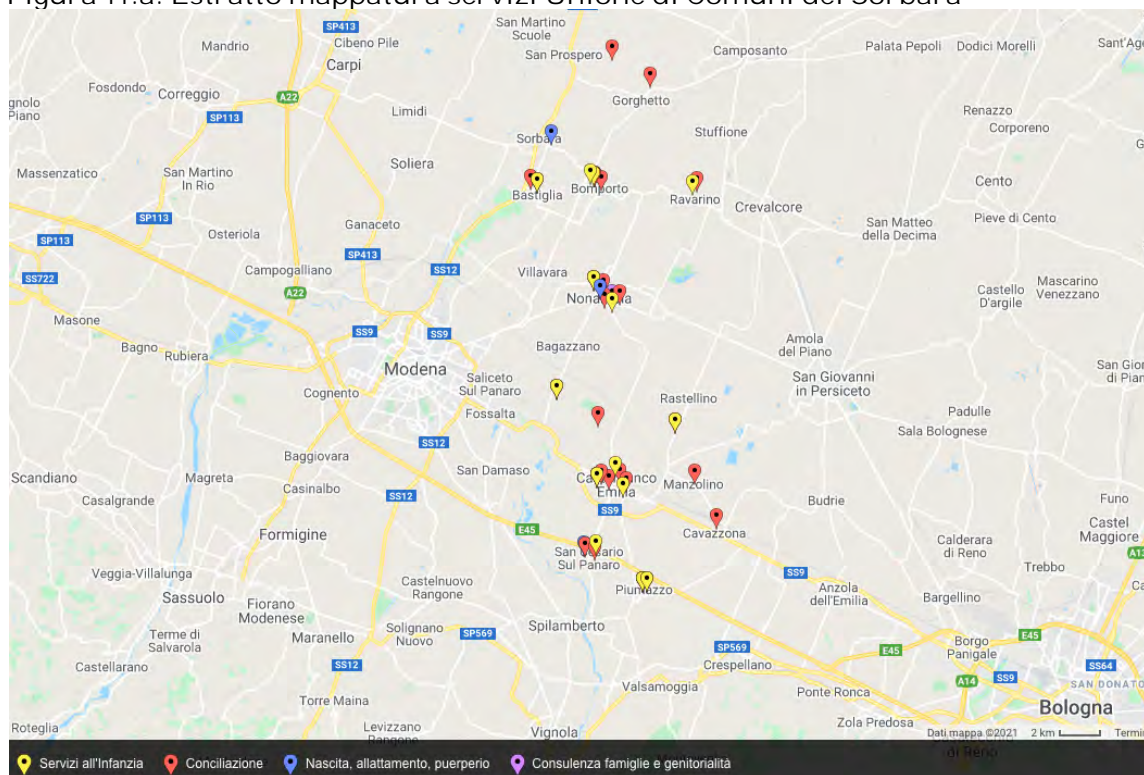 Figura 11.a: Estratto mappatura servizi Unione di Comuni del Sorbara
San Martino
Scuole
SP413
Cibeno Pile
Mandrio
San Prospero
Camposanto
Palata Pepoli
Dodici Morelli
Carpi
Fosdondo
Correggio
A22
Gorghetto
Limidi
Renazzo
SP113
Corporeno
Sorbara
Stuffione
Soliera
Massenzatico
San Martino
In Rio
Bastiglia
Bomporto
Ravarino
Cento
Crevalcore
SP113
Ganaceto
San Matteo
della Decima
Pieve di Cento
Osteriola
SP113
SP413
SS722
Campogalliano
SS12
Villavara
A22
Castello
D'argile
Mascarino
Venezzano
Masone
SS9
SS9
Bagno
Rubiera
Bagazzano
Amola
del Piano
Modena
Saliceto
Sul Panaro
San Giovanni
in Persiceto
Cognento
Rastellino
Fossalta
Padulle
SS12
Sala Bolognese
Baggiovara
San Damaso
Scandiano
Magreta
Casinalbo
SS12
Emilia
Manzolino
Casalgrande
Budrie
Funo
SS9
E45
Cavazzona
Castel
Maggiore
Formigine
Calderara
di Reno
Sul Panaro
Trebbo
Veggia-Villalunga
Castelnuovo
Rangone
SS9
Piumazzo
Anzola
dell'Emilia
Bargellino
Sassuolo
Fiorano
Modenese
Solignano
Nuovo
Spilamberto
Terme di
Salvarola
Maranello
SP569
SP569
E45
E45
Borgo
Panigale
Castellarano
SS12
Crespellano
SS64
A14
SS9
SAN DONATO
Valsamoggia
Ponte Ronca
Torre Maina
Bologna
Roteglia
Levizzano
Rangone
Vignola
Zola Predosa
Dati mappa ©2021
2 km
Servizi all'Infanzia
Conciliazione
Nascita, allattamento, puerperio
Consulenza famiglie e genitorialità